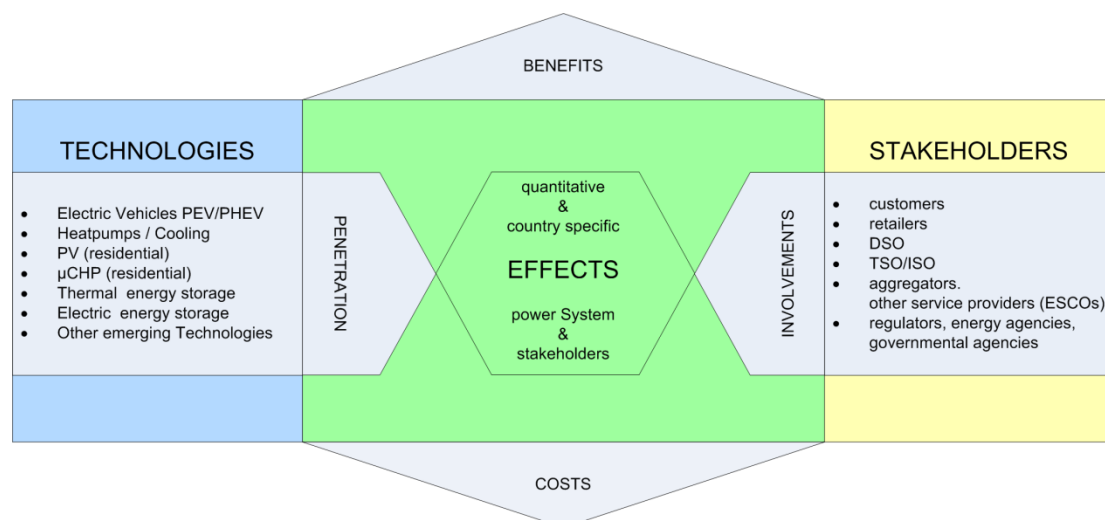 BENEFITS
TECHNOLOGIES
• Electric Vehicles PEV/PHEV
• Heatpumps / Cooling
• PV (residential)
• µCHP (residential)
• Thermal energy storage
• Electric energy storage
• Other emerging Technologies
PENETRATION
quantitative
&
country specific
EFFECTS
power System
&
stakeholders
INVOLVEMENTS
STAKEHOLDERS
• customers
• retailers
• DSO
• TSO/ISO
• aggregators.
other service providers (ESCOs)
• regulators, energy agencies,
governmental agencies
COSTS